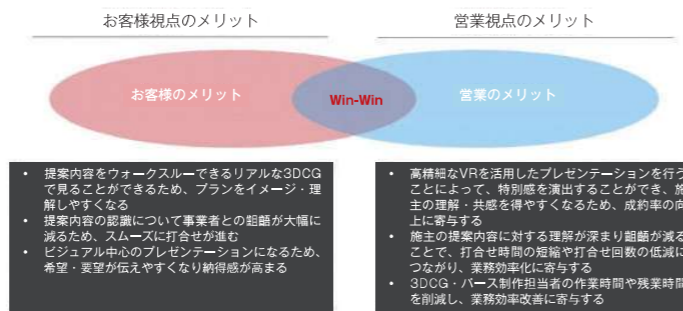 お客様視点のメリット
営業視点のメリット
お客様のメリット
Win-Win
営業のメリット
• 提案内容をウォークスルーできるリアルな3DCG
で見ることができるため、プランをイメージ・理
解しやすくなる
• 提案内容の認識について事業者との齟齬が大幅に
減るため、スムーズに打合せが進む
• ビジュアル中心のプレゼンテーションになるため、
希望・要望が伝えやすくなり納得感が高まる
• 高精細なVRを活用したプレゼンテーションを行う
ことによって、特別感を演出することができ、施
主の理解・共感を得やすくなるため、成約率の向
上に寄与する
• 施主の提案内容に対する理解が深まり齟齬が減る
ことで、打合せ時間の短縮や打合せ回数の低減に
つながり、業務効率化に寄与する
• 3DCG・パース制作担当者の作業時間や残業時間
を削減し、業務効率改善に寄与する